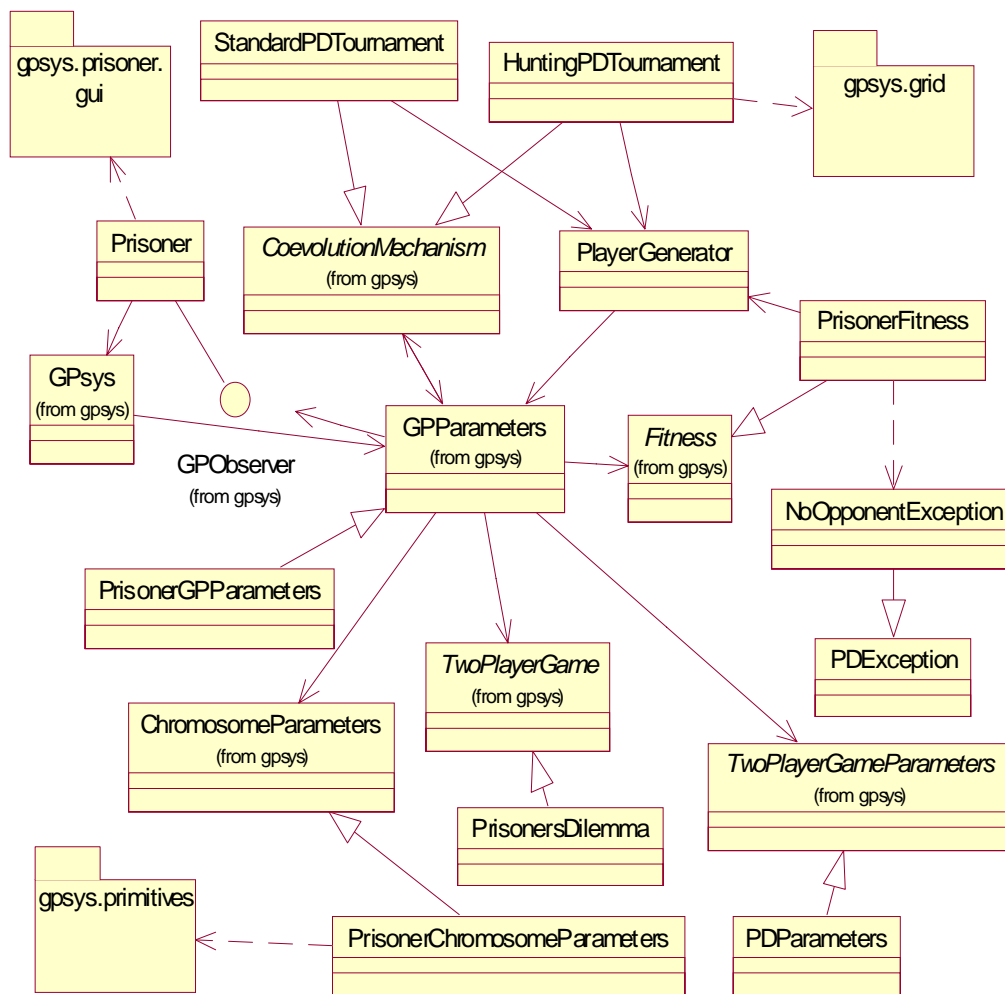 StandardPDTournament
HuntingPDTournament
gpsys.prisoner.
gui
gpsys.grid
Prisoner
CoevolutionMechanism
(from gpsys)
PlayerGenerator
PrisonerFitness
GPsys
(from gpsys)
GPObserver
(from gpsys)
GPParameters
(from gpsys)
Fitness
(from gpsys)
NoOpponentException
PrisonerGPParameters
TwoPlayerGame
(from gpsys)
PDException
ChromosomeParameters
(from gpsys)
TwoPlayerGameParameters
(from gpsys)
PrisonersDilemma
gpsys.primitives
PrisonerChromosomeParameters
PDParameters